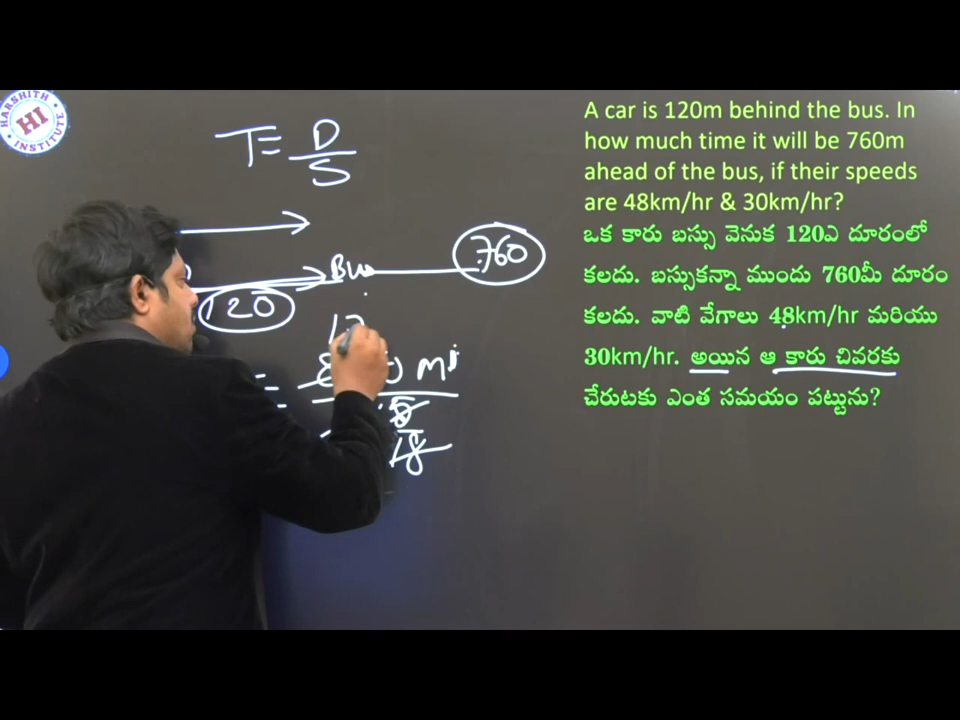 HARSHITH
HI
INSTITUTE
T = D
S
A car is 120m behind the bus. In
how much time it will be 760m
ahead of the bus, if their speeds
are 48km/hr & 30km/hr?
ఒక కారు బస్సు వెనుక 120ఎ దూరంలో
కలదు. బస్సుకన్నా ముందు 760మీ దూరం
కలదు. వాటి వేగాలు 48km/hr మరియు
30km/hr. అయిన ఆ కారు చివరకు
చేరుటకు ఎంత సమయం పట్టును?
Bus
760
120
18